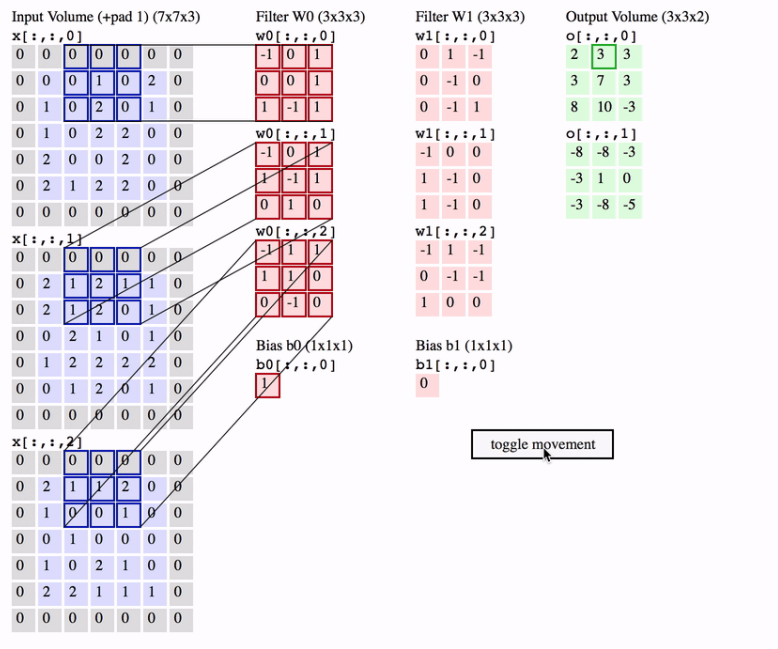 Input Volume (+pad 1) (7x7x3)
x[:,:,0]
0 0 0 0 0 0 0
0 0 0 1 0 2 0
0 1 0 2 0 1 0
0 1 0 2 2 0 0
0 2 0 0 2 0 0
0 2 1 2 2 0 0
0 0 0 0 0 0 0
x[:,:,1]
0 0 0 0 0 0 0
0 2 1 2 1 1 0
0 2 1 2 0 1 0
0 0 2 1 0 1 0
0 1 2 2 2 2 0
0 0 1 2 0 1 0
0 0 0 0 0 0 0
x[:,:,2]
0 0 0 0 0 0 0
0 2 1 1 2 0 0
0 1 0 0 1 0 0
0 0 1 0 0 0 0
0 1 0 2 1 0 0
0 2 2 1 1 1 0
0 0 0 0 0 0 0
Filter W0 (3x3x3)
w0[:,:,0]
-1 0 1
0 0 1
1 -1 1
w0[:,:,1]
-1 0 1
1 -1 1
0 1 0
w0[:,:,2]
-1 1 1
1 1 0
0 -1 0
Bias b0 (1x1x1)
b0[:,:,0]
1
Filter W1 (3x3x3)
w1[:,:,0]
0 1 -1
0 -1 0
0 -1 1
w1[:,:,1]
-1 0 0
1 -1 0
1 -1 0
w1[:,:,2]
-1 1 -1
0 -1 -1
1 0 0
Bias b1 (1x1x1)
b1[:,:,0]
0
Output Volume (3x3x2)
o[:,:,0]
2 3 3
3 7 3
8 10 -3
o[:,:,1]
-8 -8 -3
-3 1 0
-3 -8 -5
toggle movement